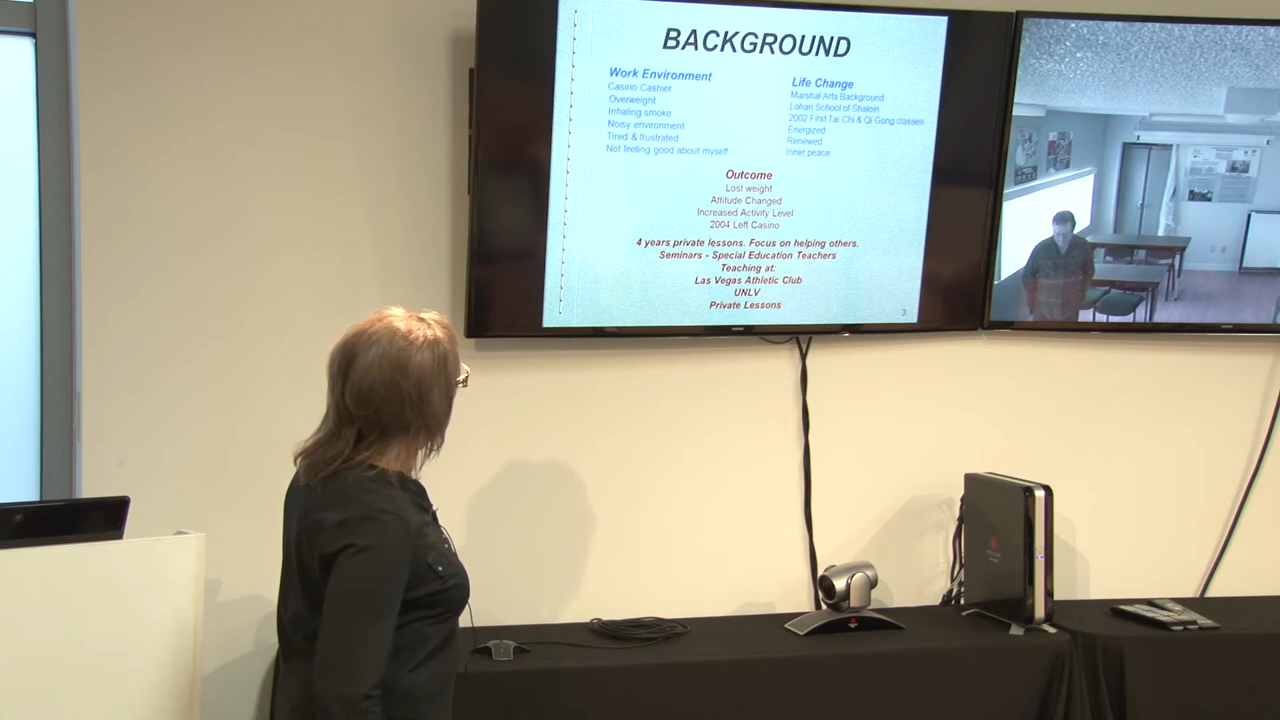 BACKGROUND
Work Environment
Casino Cashier
Overweight
Inhaling smoke
Noisy environment
Tired & frustrated
Not feeling good about myself
Life Change
Marshal Arts Background
Lohan School of Shaloin
2002 First Tai Chi & Qi Gong classes
Energized
Renewed
Inner peace
Outcome
Lost weight
Attitude Changed
Increased Activity Level
2004 Left Casino
4 years private lessons. Focus on helping others.
Seminars - Special Education Teachers
Teaching at:
Las Vegas Athletic Club
UNLV
Private Lessons
3